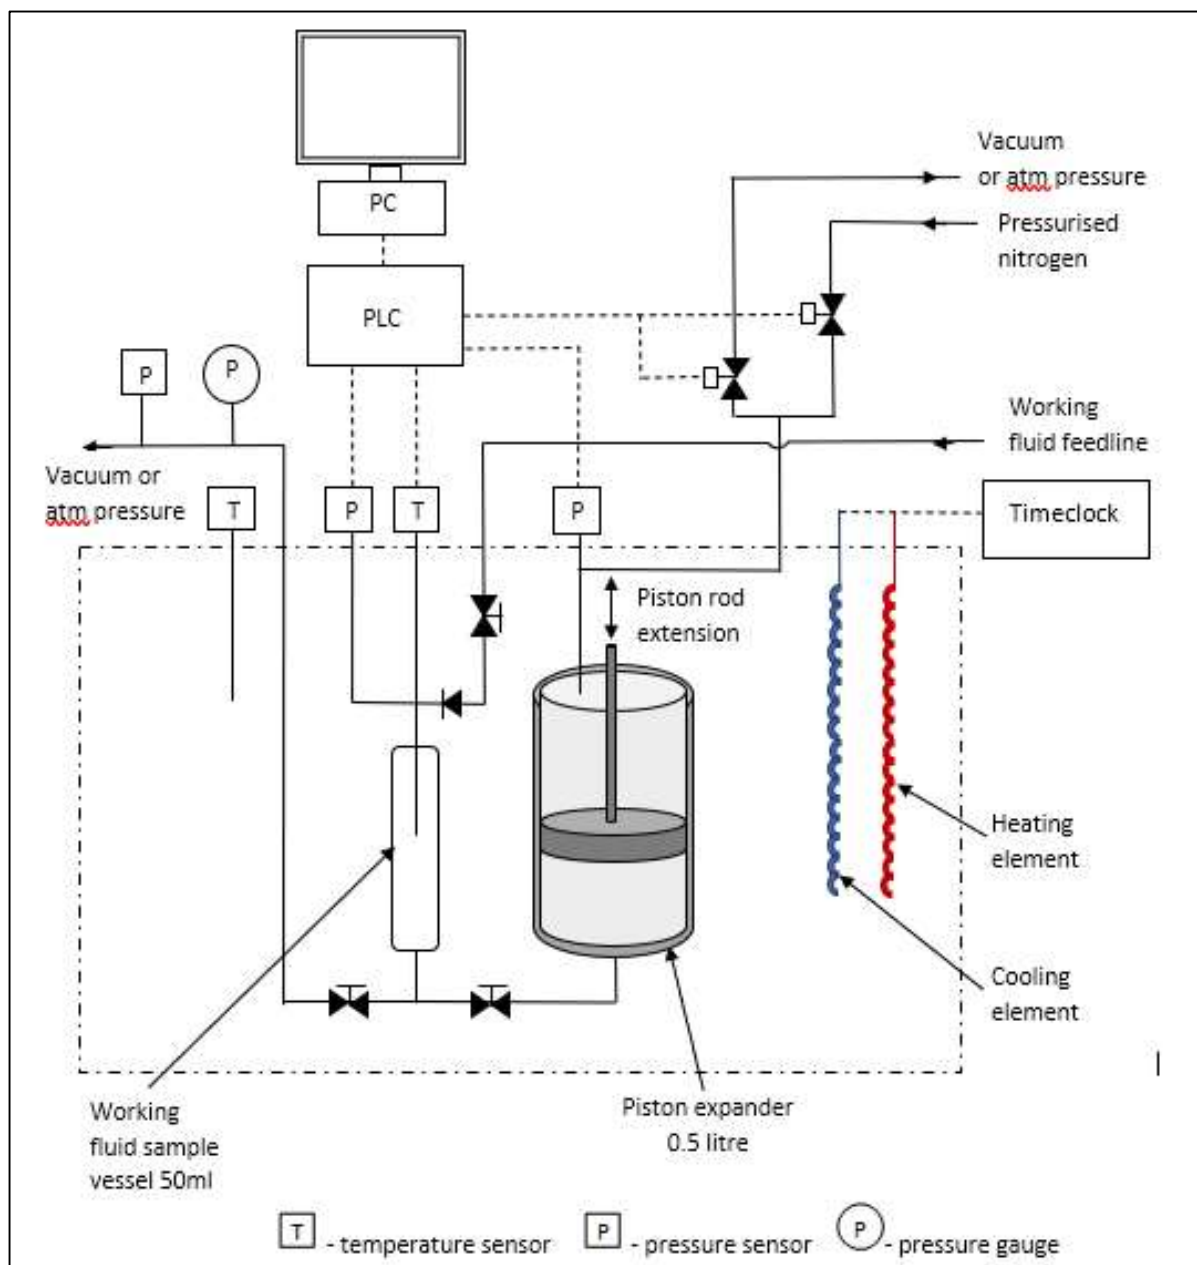 PC
Vacuum
or atm pressure
Pressurised
nitrogen
PLC
P
P
Working
fluid feedline
Vacuum or
atm pressure
T
P
T
P
Timeclock
Piston rod
extension
Heating
element
Cooling
element
Working
fluid sample
vessel 50ml
Piston expander
0.5 litre
T - temperature sensor P - pressure sensor P - pressure gauge